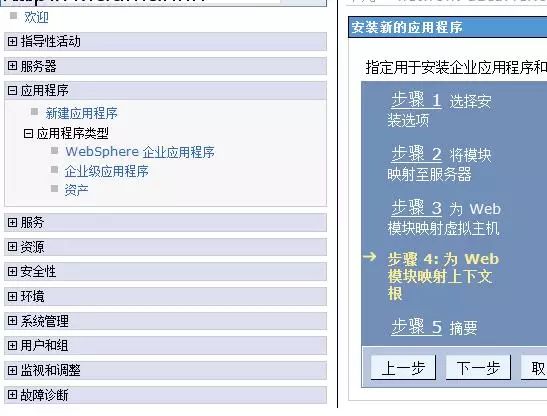 欢迎
指导性活动
服务器
应用程序
新建应用程序
应用程序类型
WebSphere 企业应用程序
企业级应用程序
资产
服务
资源
安全性
环境
系统管理
用户和组
监视和调整
故障诊断
安装新的应用程序
指定用于安装企业应用程序和
步骤 1 选择安
装选项
步骤 2 将模块
映射至服务器
步骤 3 为 Web
模块映射虚拟主机
步骤 4: 为 Web
模块映射上下文
根
步骤 5 摘要
上一步
下一步
取